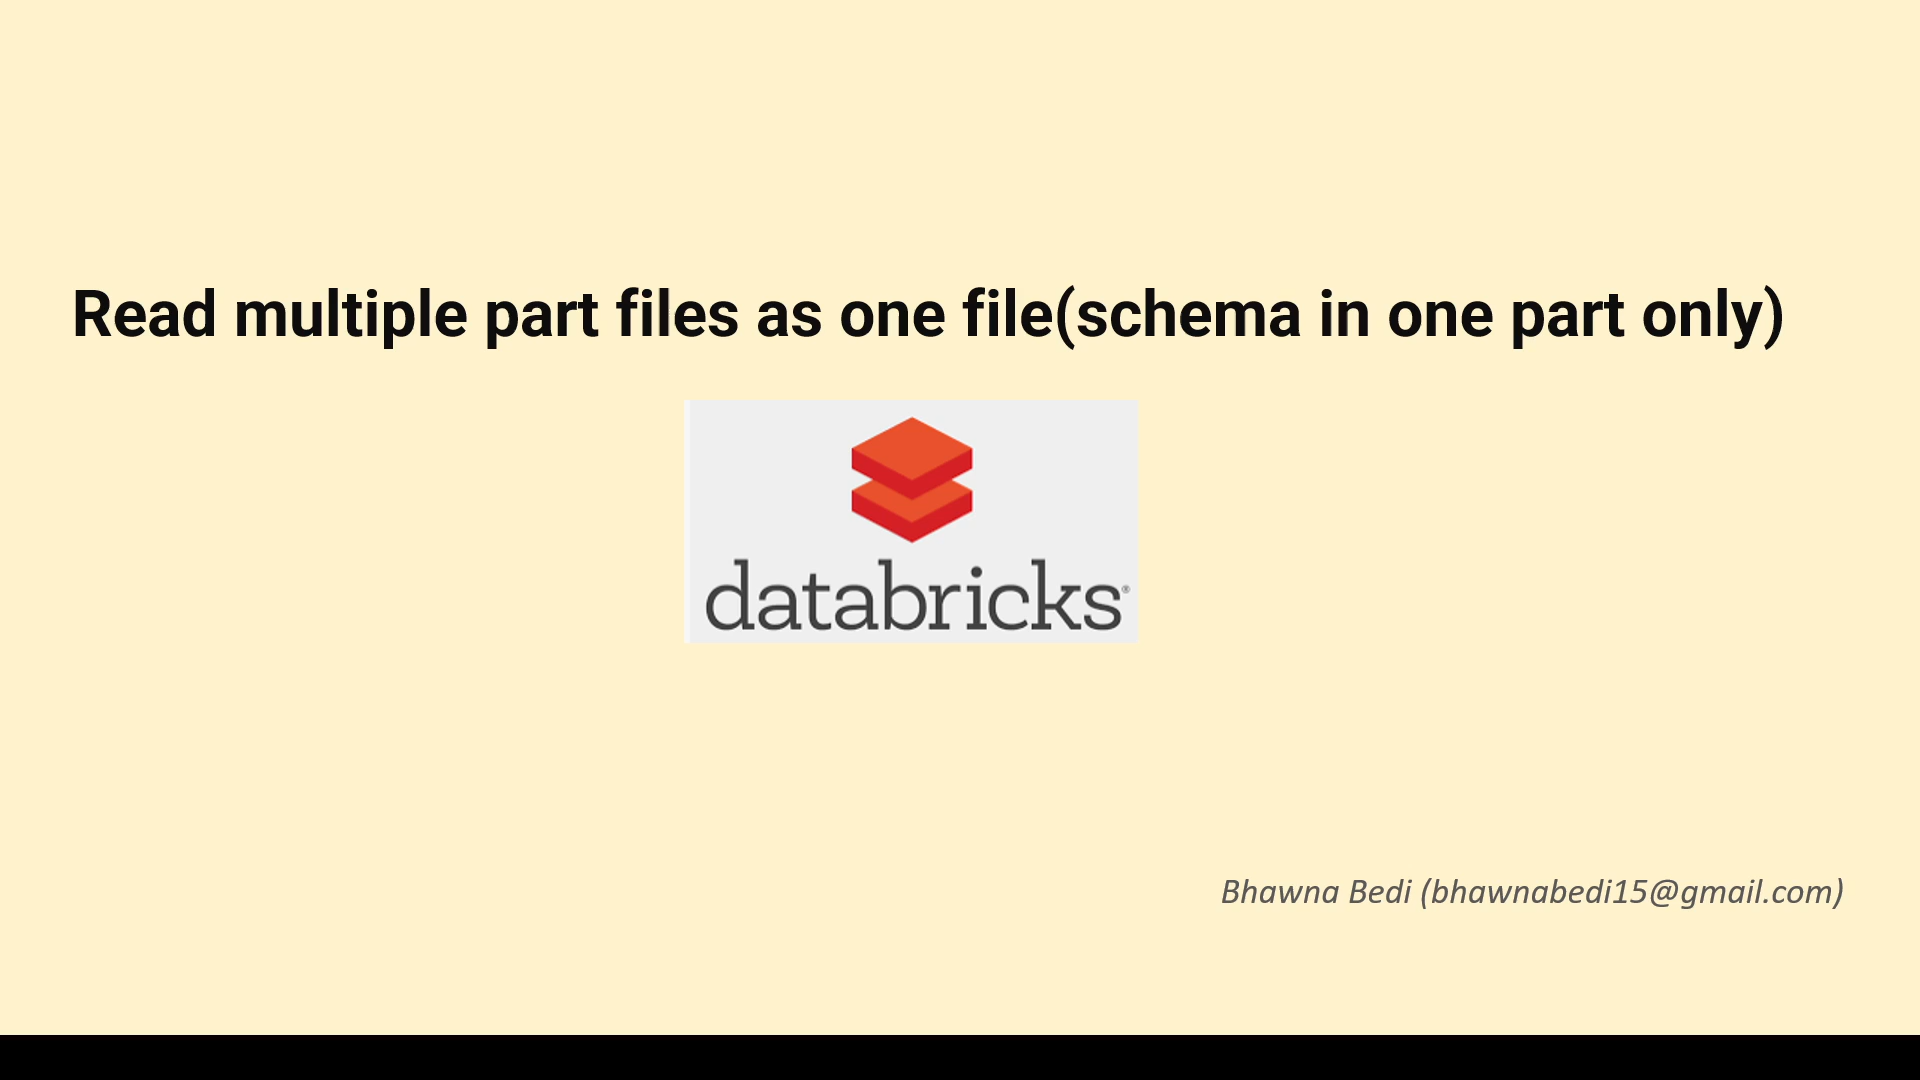 Read multiple part files as one file(schema in one part only)
databricks®
Bhawna Bedi (bhawnabedi15@gmail.com)